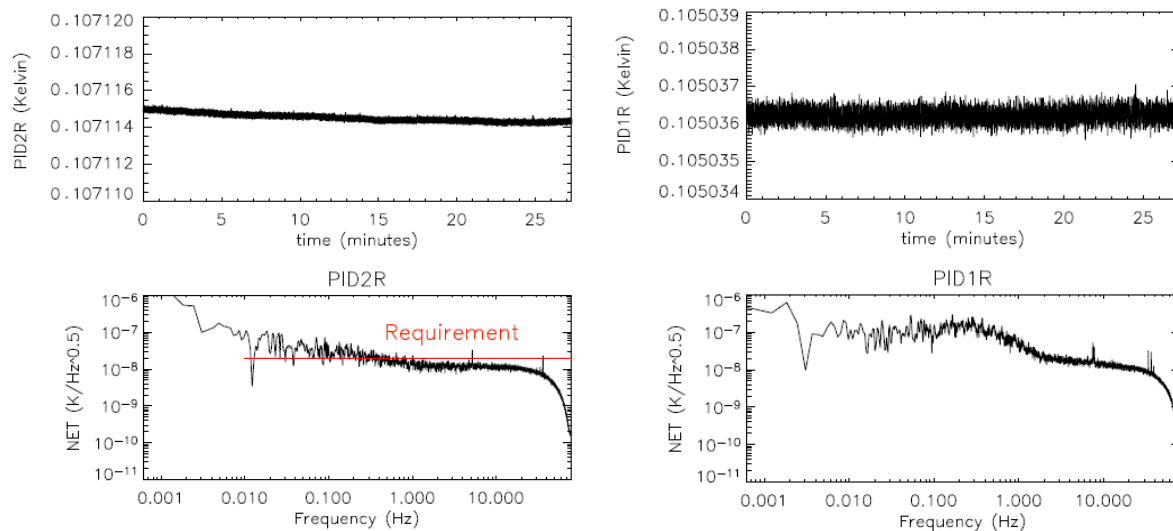 PID2R (Kelvin)
0.107120
0.107118
0.107116
0.107114
0.107112
0.107110
0 5 10 15 20 25
time (minutes)
PID1R (Kelvin)
0.105039
0.105037
0.105036
0.105035
0.105034
0 5 10 15 20 25
time (minutes)
PID2R
NET (K/Hz^0.5)
10-6
10-7
10-8
10-9
10-10
10-11
Requirement
0.001 0.010 0.100 1.000 10.000
Frequency (Hz)
PID1R
NET (K/Hz^0.5)
10-6
10-7
10-8
10-9
10-10
10-11
0.001 0.010 0.100 1.000 10.000
Frequency (Hz)